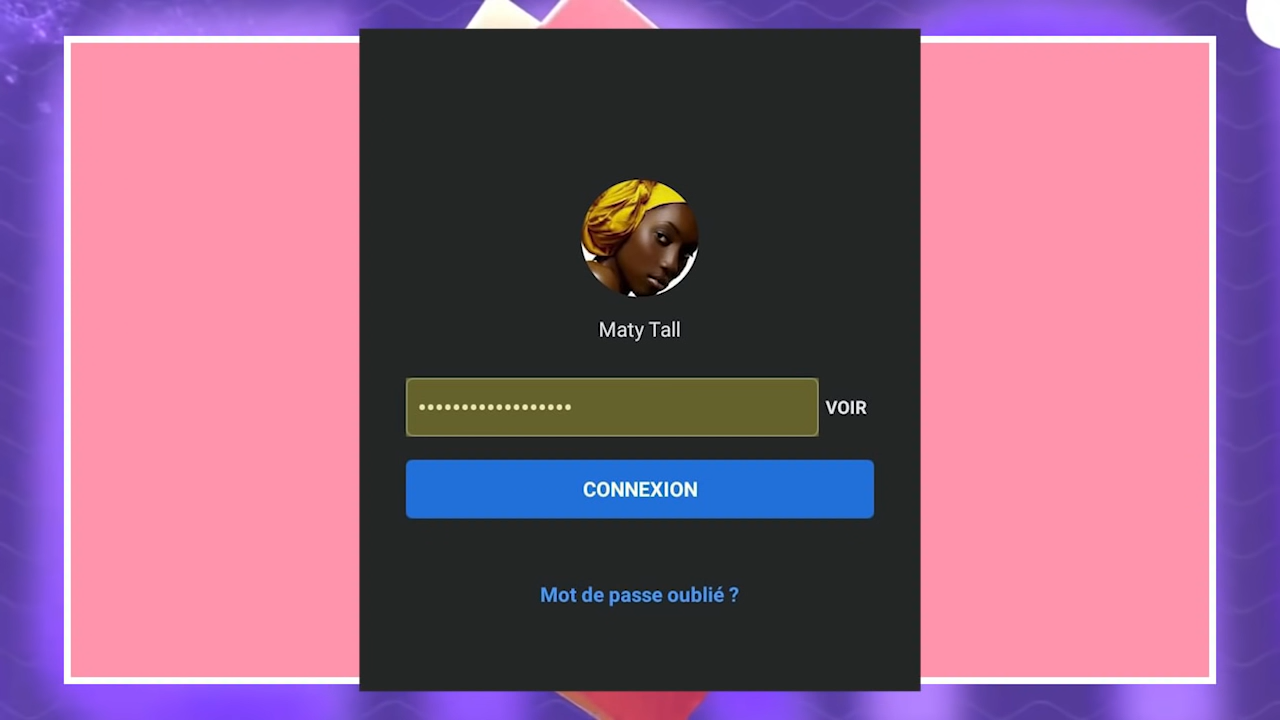 Maty Tall
•••••••••••••••••• VOIR
CONNEXION
Mot de passe oublié ?